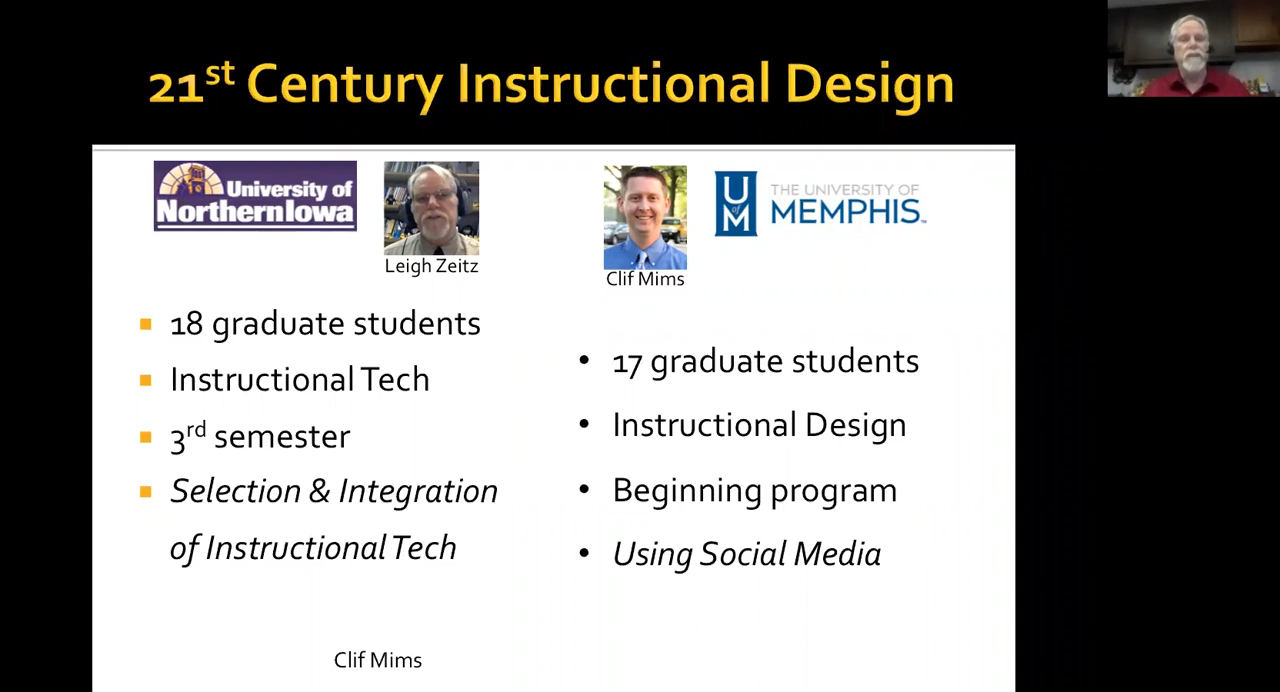 21st Century Instructional Design
University of
Northern Iowa
Leigh Zeitz
18 graduate students
Instructional Tech
3rd semester
Selection & Integration
of Instructional Tech
Clif Mims
U
of
M
THE UNIVERSITY OF
MEMPHIS™
17 graduate students
Instructional Design
Beginning program
Using Social Media
Clif Mims